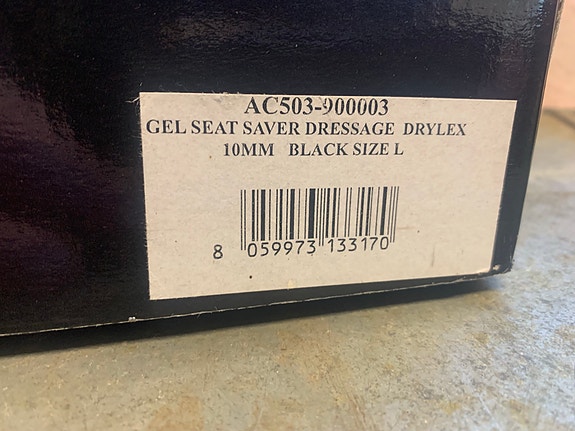 AC503-900003
GEL SEAT SAVER DRESSAGE DRYLEX
10MM BLACK SIZE L
8 059973 133170